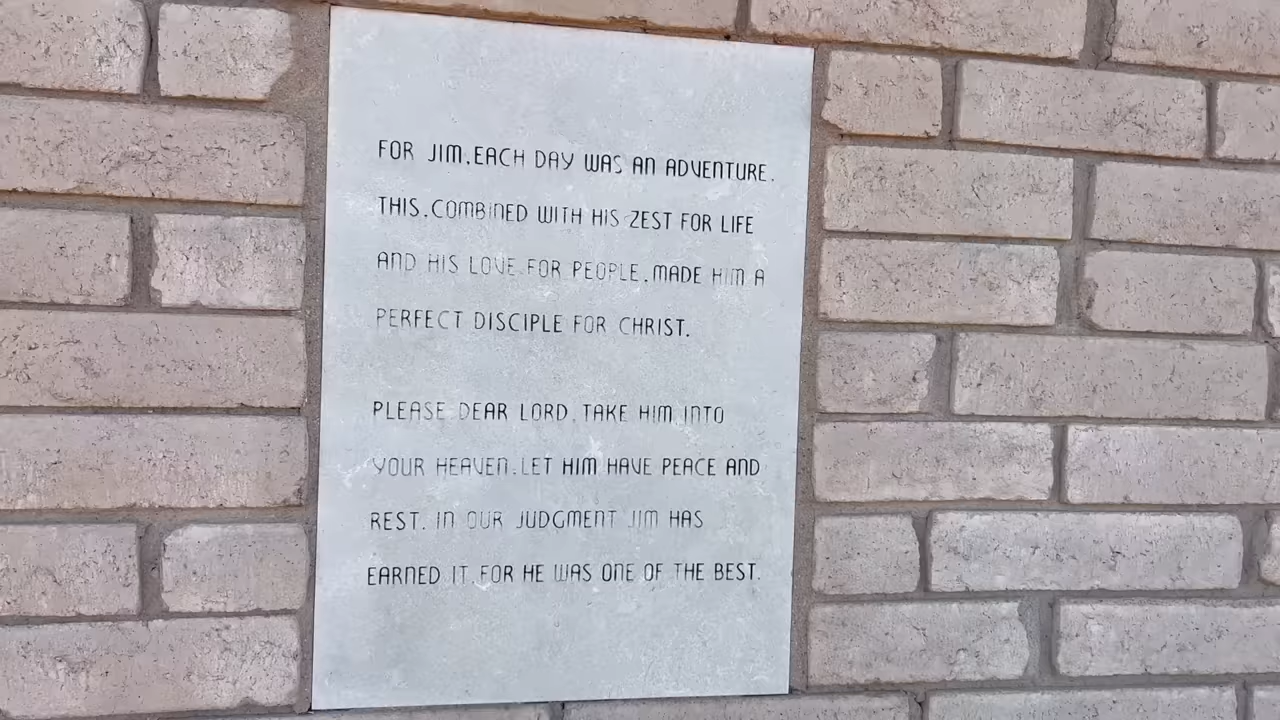 FOR JIM, EACH DAY WAS AN ADVENTURE.
THIS, COMBINED WITH HIS ZEST FOR LIFE
AND HIS LOVE FOR PEOPLE, MADE HIM A
PERFECT DISCIPLE FOR CHRIST.
PLEASE DEAR LORD, TAKE HIM INTO
YOUR HEAVEN. LET HIM HAVE PEACE AND
REST. IN OUR JUDGMENT JIM HAS
EARNED IT, FOR HE WAS ONE OF THE BEST.